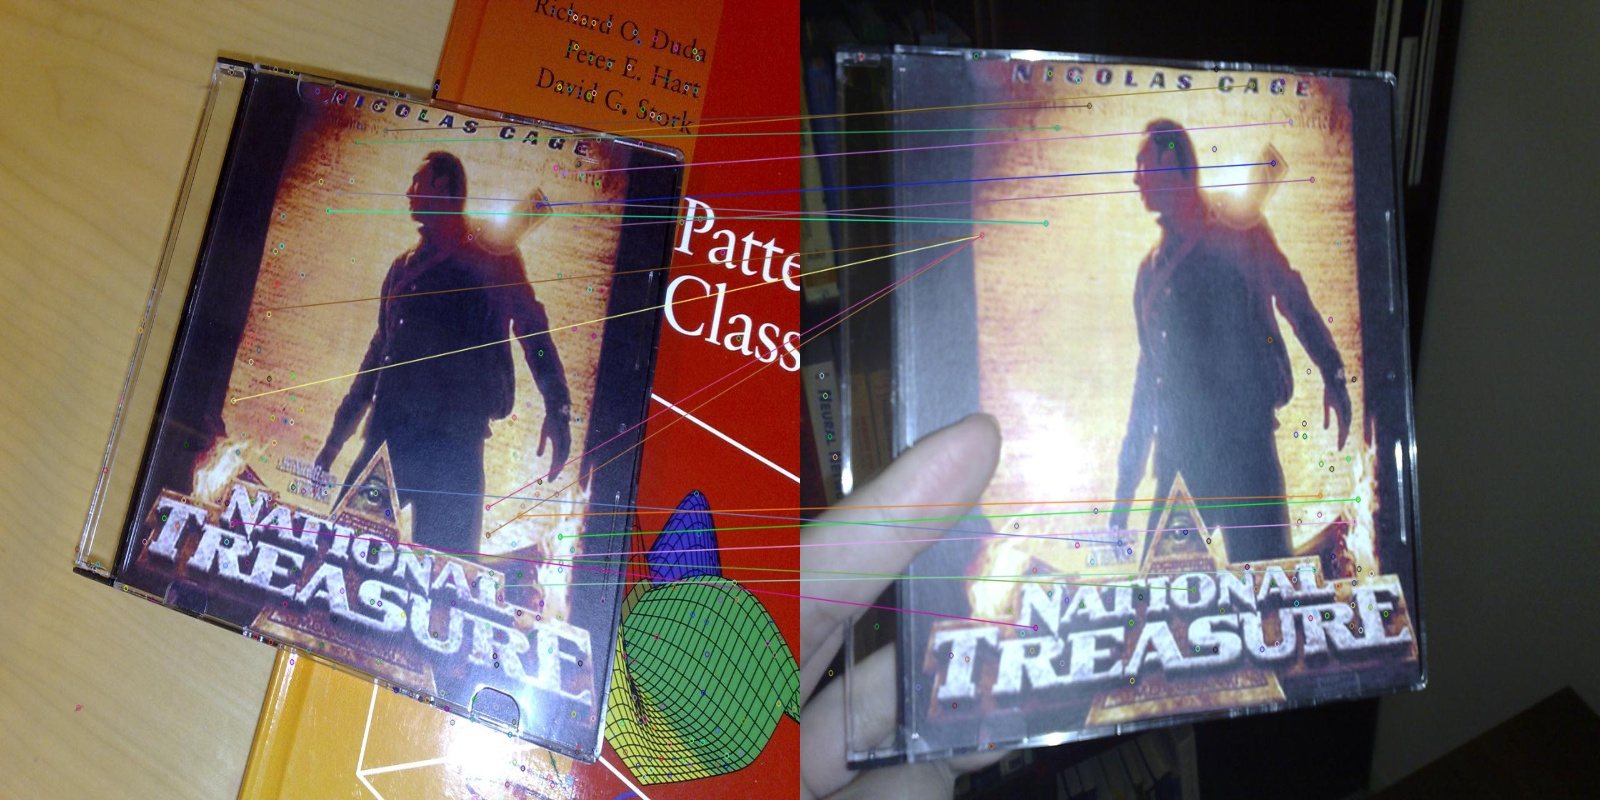 Richard O. Duda
Peter E. Hart
David G. Stork
NICOLAS CAGE
Patte
Class
NATIONAL
TREASURE
NICOLAS CAGE
NATIONAL
TREASURE